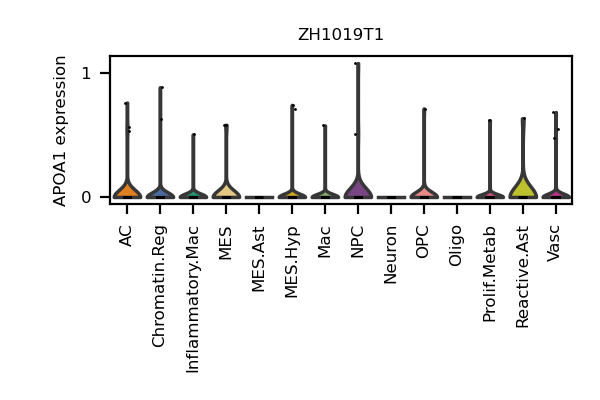 ZH1019T1
APOA1 expression
1
0
AC
Chromatin.Reg
Inflammatory.Mac
MES
MES.Ast
MES.Hyp
Mac
NPC
Neuron
OPC
Oligo
Prolif.Metab
Reactive.Ast
Vasc